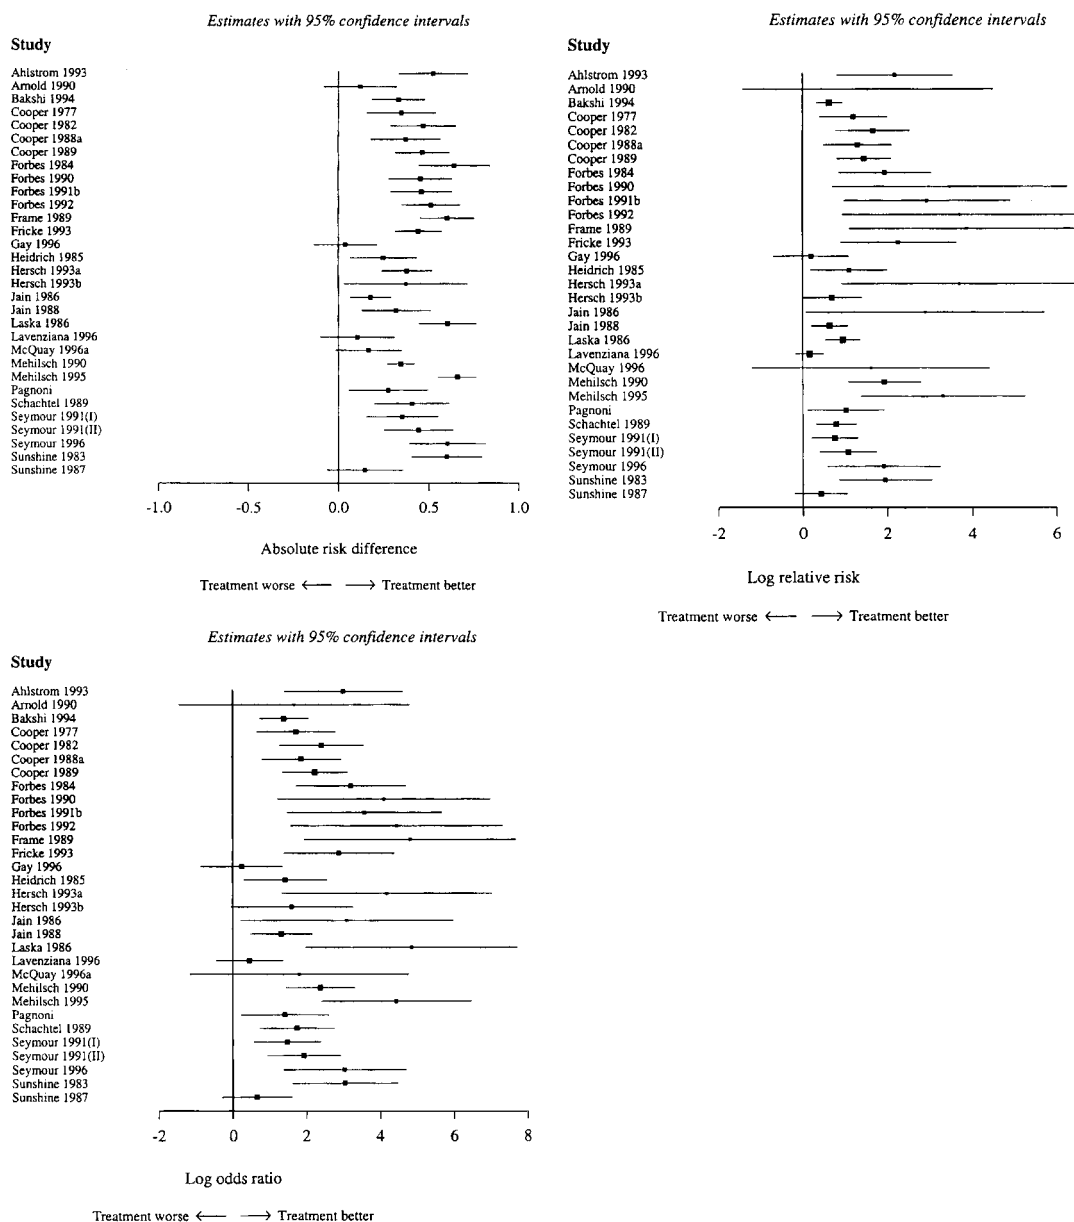 Estimates with 95% confidence intervals
Study
Ahlstrom 1993
Arnold 1990
Bakshi 1994
Cooper 1977
Cooper 1982
Cooper 1988a
Cooper 1989
Forbes 1984
Forbes 1990
Forbes 1991b
Forbes 1992
Frame 1989
Fricke 1993
Gay 1996
Heidrich 1985
Hersch 1993a
Hersch 1993b
Jain 1986
Jain 1988
Laska 1986
Lavenziana 1996
McQuay 1996a
Mehilsch 1990
Mehilsch 1995
Pagnoni
Schachtel 1989
Seymour 1991(I)
Seymour 1991(II)
Seymour 1996
Sunshine 1983
Sunshine 1987
-1.0 -0.5 0.0 0.5 1.0
Absolute risk difference
Treatment worse ← → Treatment better
Estimates with 95% confidence intervals
Study
Ahlstrom 1993
Arnold 1990
Bakshi 1994
Cooper 1977
Cooper 1982
Cooper 1988a
Cooper 1989
Forbes 1984
Forbes 1990
Forbes 1991b
Forbes 1992
Frame 1989
Fricke 1993
Gay 1996
Heidrich 1985
Hersch 1993a
Hersch 1993b
Jain 1986
Jain 1988
Laska 1986
Lavenziana 1996
McQuay 1996
Mehilsch 1990
Mehilsch 1995
Pagnoni
Schachtel 1989
Seymour 1991(I)
Seymour 1991(II)
Seymour 1996
Sunshine 1983
Sunshine 1987
-2 0 2 4 6
Log relative risk
Treatment worse ← → Treatment better
Estimates with 95% confidence intervals
Study
Ahlstrom 1993
Arnold 1990
Bakshi 1994
Cooper 1977
Cooper 1982
Cooper 1988a
Cooper 1989
Forbes 1984
Forbes 1990
Forbes 1991b
Forbes 1992
Frame 1989
Fricke 1993
Gay 1996
Heidrich 1985
Hersch 1993a
Hersch 1993b
Jain 1986
Jain 1988
Laska 1986
Lavenziana 1996
McQuay 1996a
Mehilsch 1990
Mehilsch 1995
Pagnoni
Schachtel 1989
Seymour 1991(I)
Seymour 1991(II)
Seymour 1996
Sunshine 1983
Sunshine 1987
-2 0 2 4 6 8
Log odds ratio
Treatment worse ← → Treatment better